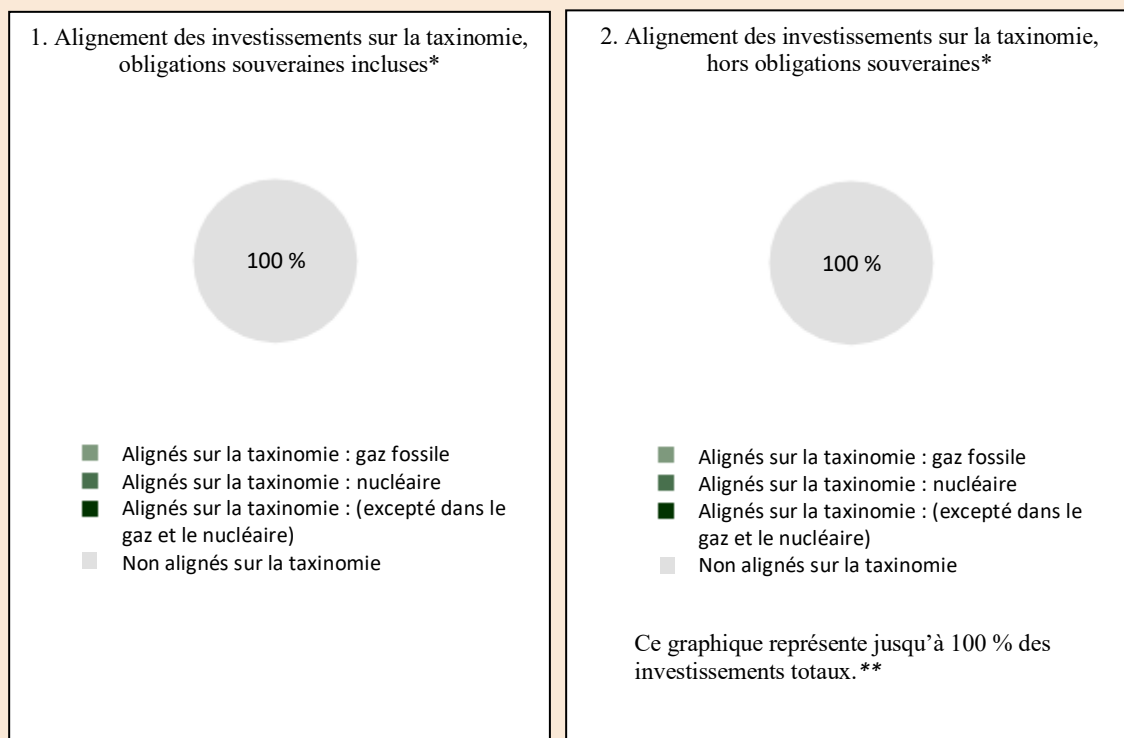 1. Alignement des investissements sur la taxinomie,
obligations souveraines incluses*
100 %
Alignés sur la taxinomie : gaz fossile
Alignés sur la taxinomie : nucléaire
Alignés sur la taxinomie : (excepté dans le
gaz et le nucléaire)
Non alignés sur la taxinomie
2. Alignement des investissements sur la taxinomie,
hors obligations souveraines*
100 %
Alignés sur la taxinomie : gaz fossile
Alignés sur la taxinomie : nucléaire
Alignés sur la taxinomie : (excepté dans le
gaz et le nucléaire)
Non alignés sur la taxinomie
Ce graphique représente jusqu’à 100 % des
investissements totaux.**